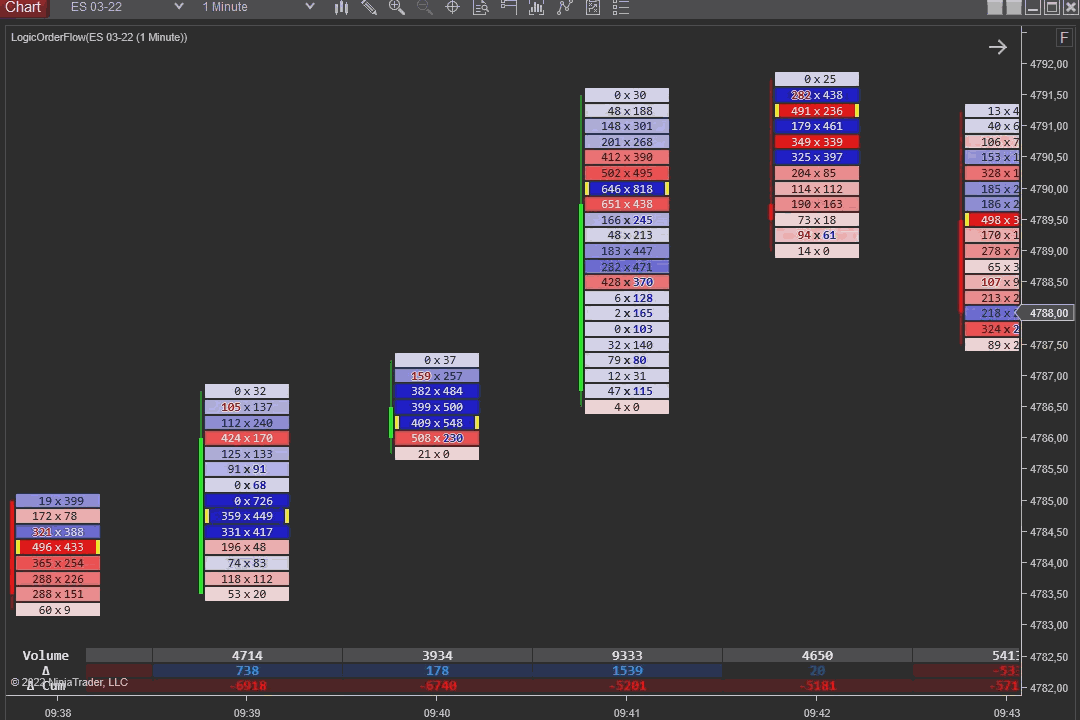 Chart ES 03-22 1 Minute
LogicOrderFlow(ES 03-22 (1 Minute))
F
4792,00
4791,50
4791,00
4790,50
4790,00
4789,50
4789,00
4788,50
4788,00
4787,50
4787,00
4786,50
4786,00
4785,50
4785,00
4784,50
4784,00
4783,50
4783,00
4782,50
4782,00
19 x 399
172 x 78
321 x 388
496 x 433
365 x 254
288 x 226
288 x 151
60 x 9
0 x 32
105 x 137
112 x 240
424 x 170
125 x 133
91 x 91
0 x 68
0 x 726
359 x 449
331 x 417
196 x 48
74 x 83
118 x 112
53 x 20
0 x 37
159 x 257
382 x 484
399 x 500
409 x 548
508 x 230
21 x 0
0 x 30
48 x 188
148 x 301
201 x 268
412 x 390
502 x 495
646 x 818
651 x 438
166 x 245
48 x 213
183 x 447
282 x 471
428 x 370
6 x 128
2 x 165
0 x 103
32 x 140
79 x 80
12 x 31
47 x 115
4 x 0
0 x 25
282 x 438
491 x 236
179 x 461
349 x 339
325 x 397
204 x 85
114 x 112
190 x 163
73 x 18
94 x 61
14 x 0
13 x 4
40 x 6
106 x 7
153 x 1
328 x 1
185 x 2
186 x 2
498 x 3
170 x 1
278 x 7
65 x 3
107 x 9
213 x 2
218 x
324 x 2
89 x 2
Volume 4714 3934 9333 4650 5413
Δ 738 178 1539 20 -53
Δ Cum -6918 -6740 -5201 -5181 -571
© 2022 NinjaTrader, LLC
09:38 09:39 09:40 09:41 09:42 09:43